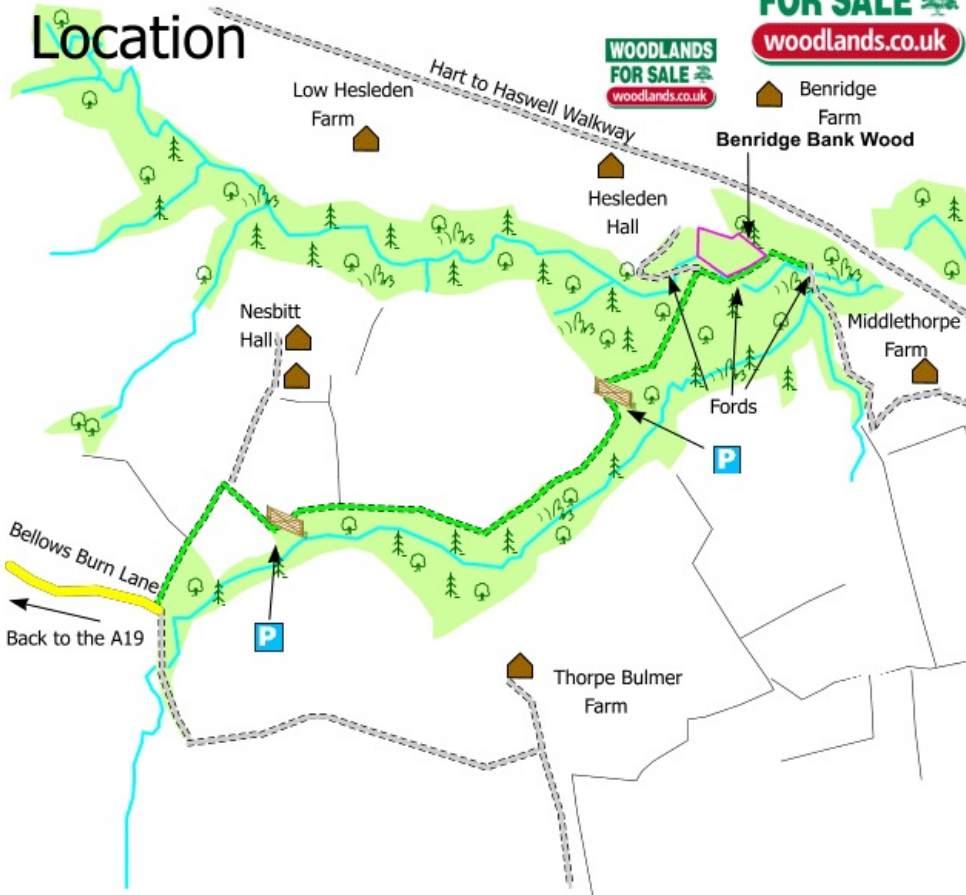 Location
FOR SALE
woodlands.co.uk
WOODLANDS
FOR SALE
woodlands.co.uk
Hart to Haswell Walkway
Low Hesleden
Farm
Benridge
Farm
Benridge Bank Wood
Hesleden
Hall
Nesbitt
Hall
Middlethorpe
Farm
Fords
P
Bellows Burn Lane
Back to the A19
P
Thorpe Bulmer
Farm